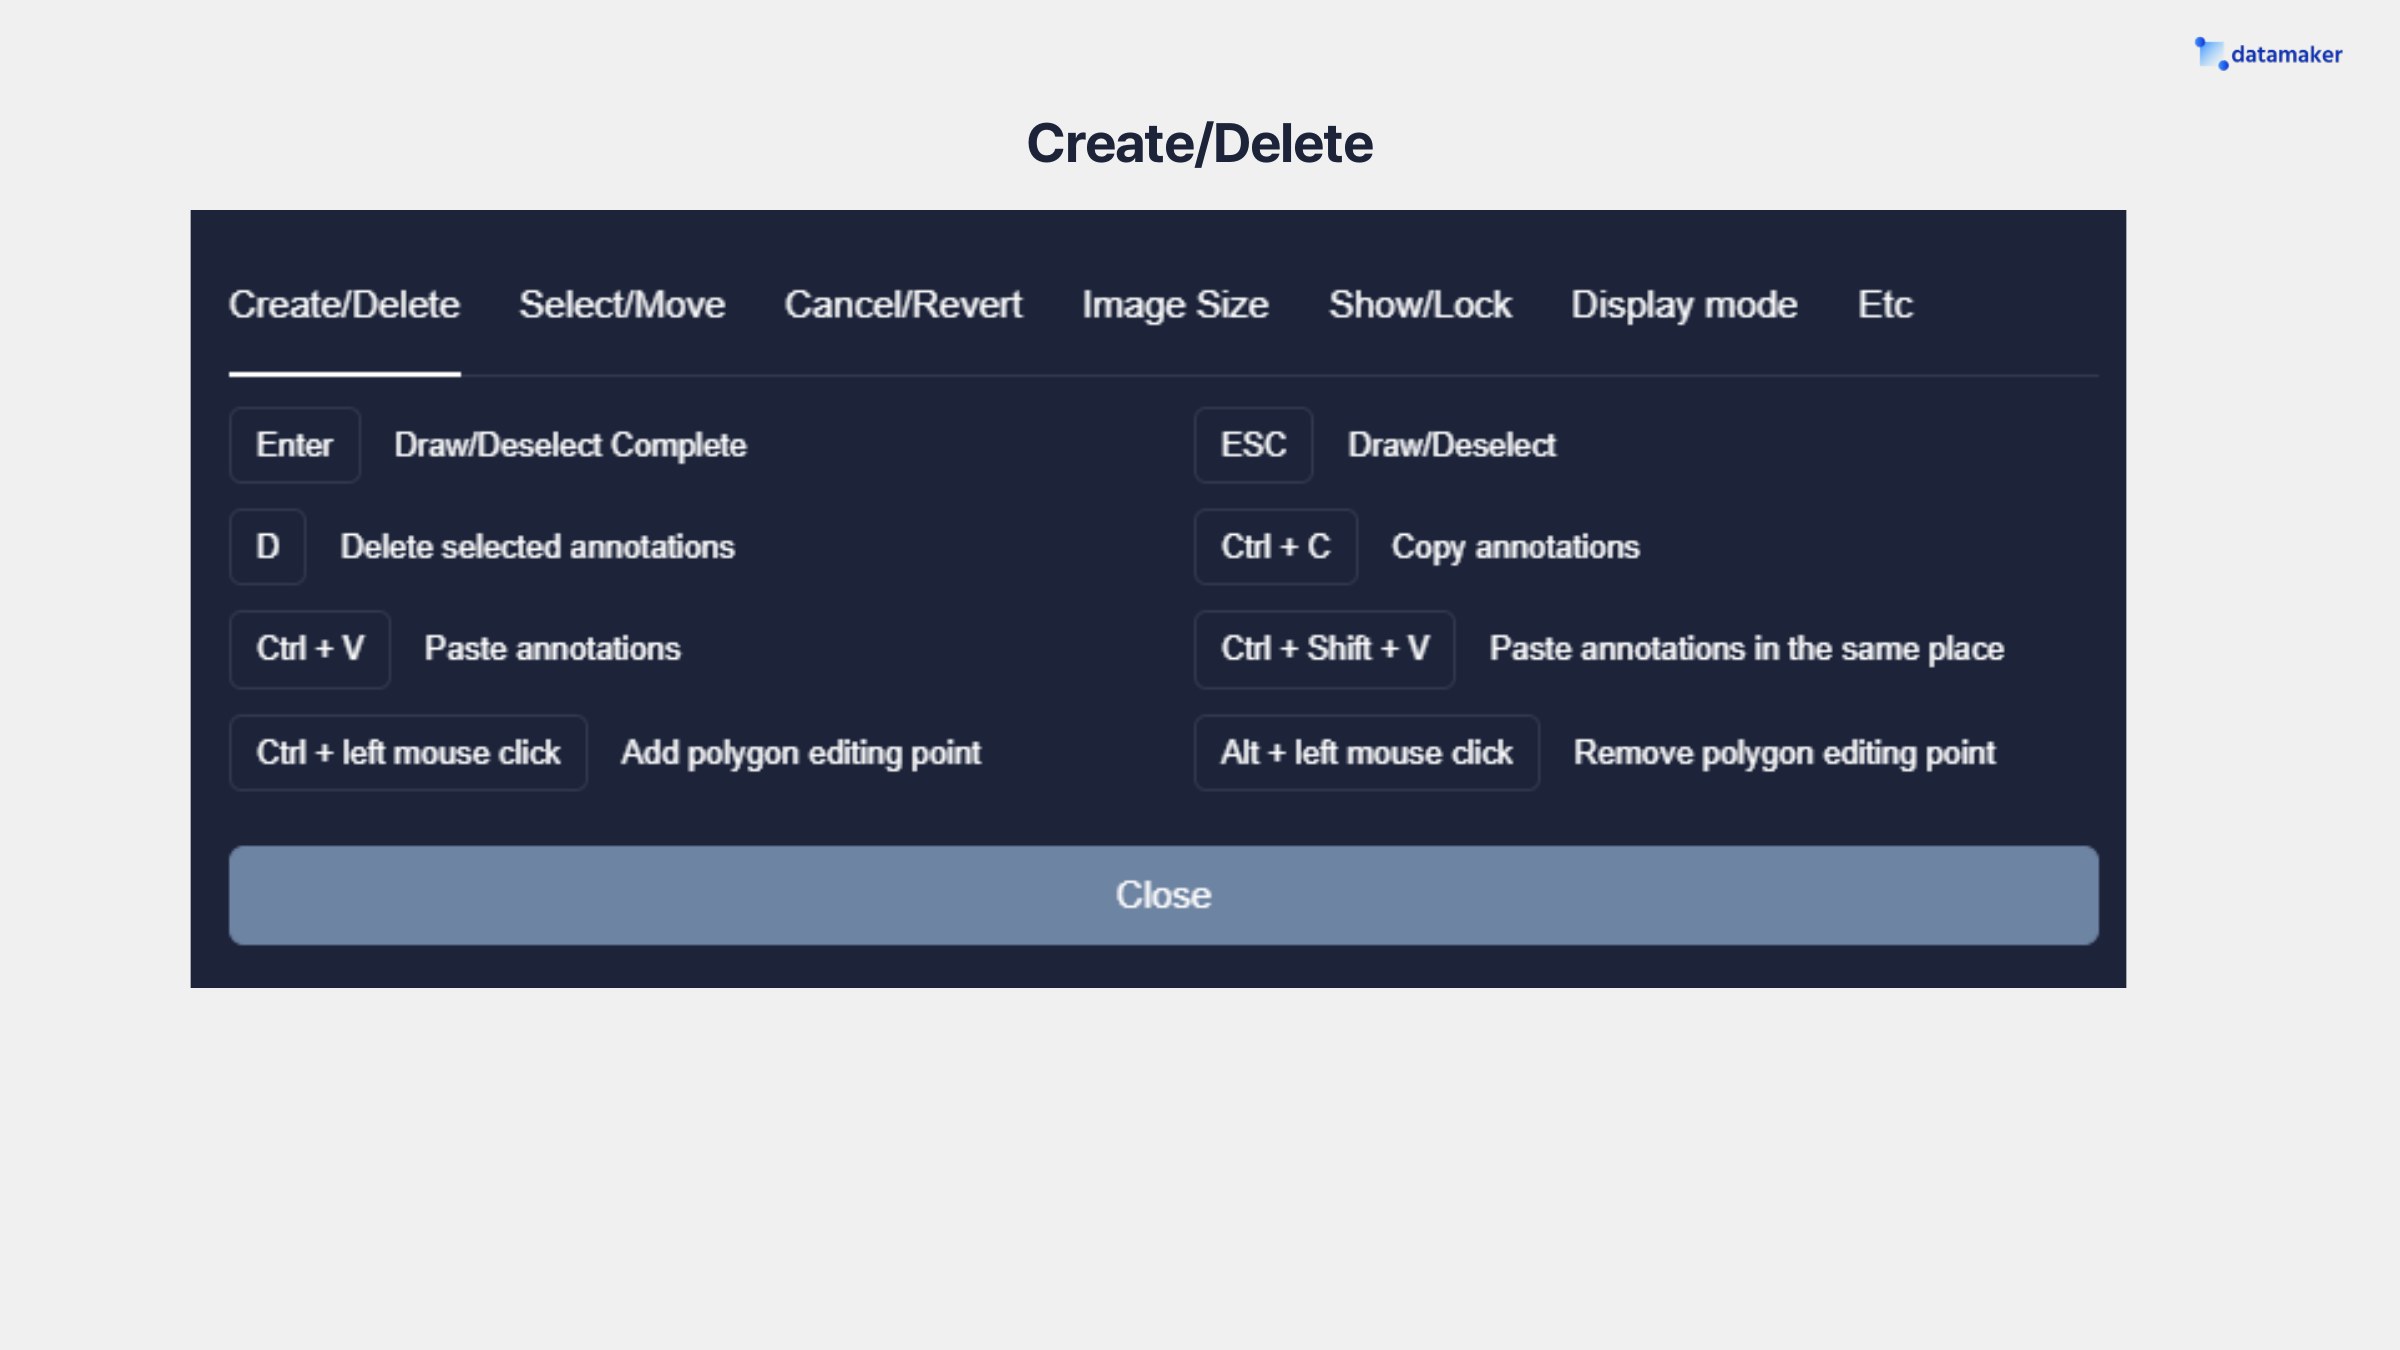 datamaker
Create/Delete
Create/Delete Select/Move Cancel/Revert Image Size Show/Lock Display mode Etc
Enter Draw/Deselect Complete ESC Draw/Deselect
D Delete selected annotations Ctrl + C Copy annotations
Ctrl + V Paste annotations Ctrl + Shift + V Paste annotations in the same place
Ctrl + left mouse click Add polygon editing point Alt + left mouse click Remove polygon editing point
Close